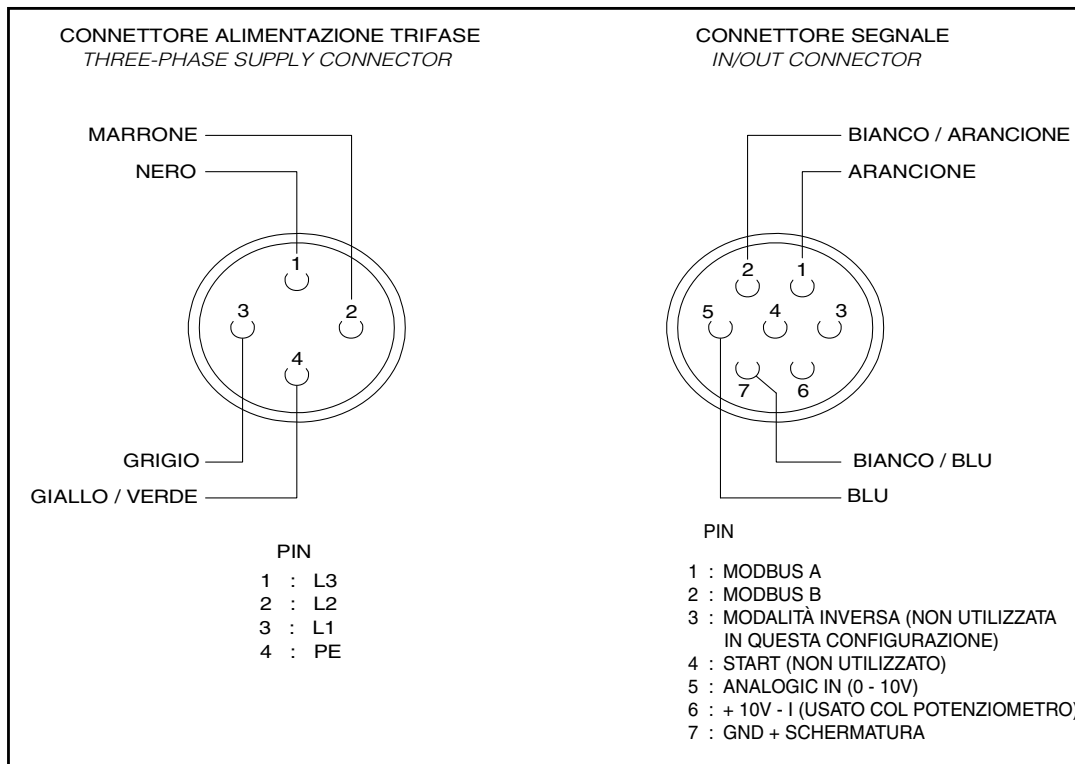 CONNETTORE ALIMENTAZIONE TRIFASE
THREE-PHASE SUPPLY CONNECTOR
MARRONE
NERO
1
3
2
4
GRIGIO
GIALLO / VERDE
PIN
1 : L3
2 : L2
3 : L1
4 : PE
CONNETTORE SEGNALE
IN/OUT CONNECTOR
BIANCO / ARANCIONE
ARANCIONE
2
1
5
4
3
7
6
BIANCO / BLU
BLU
PIN
1 : MODBUS A
2 : MODBUS B
3 : MODALITÀ INVERSA (NON UTILIZZATA
IN QUESTA CONFIGURAZIONE)
4 : START (NON UTILIZZATO)
5 : ANALOGIC IN (0 - 10V)
6 : + 10V - I (USATO COL POTENZIOMETRO)
7 : GND + SCHERMATURA